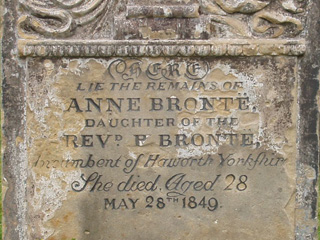 HERE
LIE THE REMAINS OF
ANNE BRONTË,
DAUGHTER OF THE
REVD. P. BRONTË,
Incumbent of Haworth Yorkshire
She died. Aged 28
MAY 28TH 1849.